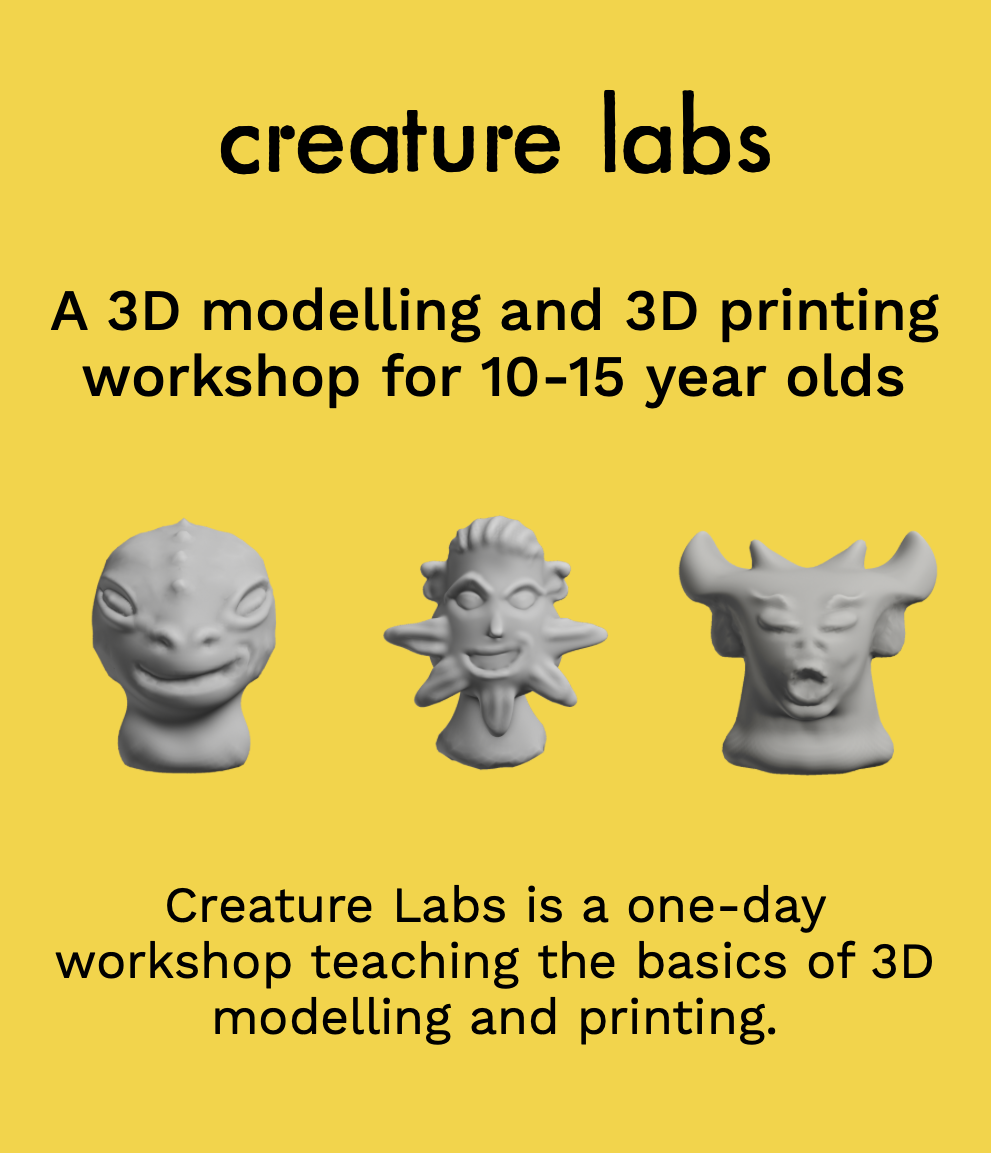 creature labs
A 3D modelling and 3D printing
workshop for 10-15 year olds
Creature Labs is a one-day
workshop teaching the basics of 3D
modelling and printing.